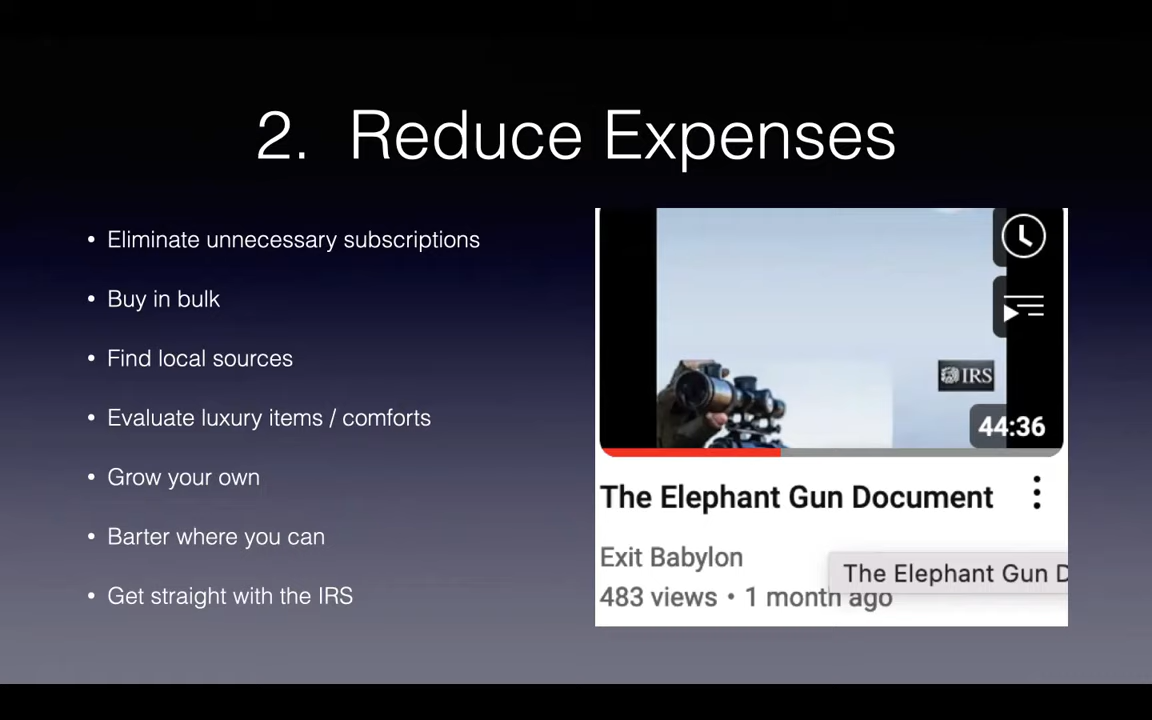 2. Reduce Expenses
• Eliminate unnecessary subscriptions
• Buy in bulk
• Find local sources
• Evaluate luxury items / comforts
• Grow your own
• Barter where you can
• Get straight with the IRS
IRS
44:36
The Elephant Gun Document
Exit Babylon
The Elephant Gun D
483 views • 1 month ago